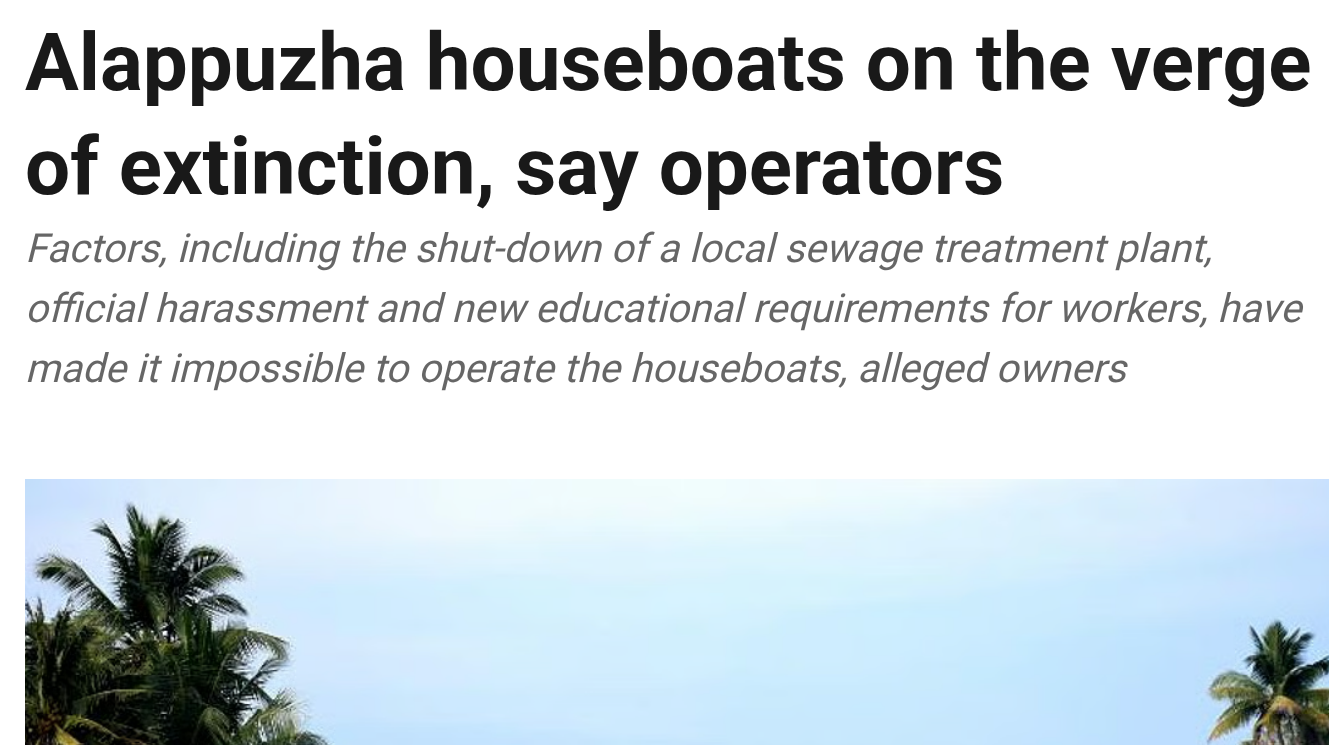 Alappuzha houseboats on the verge
of extinction, say operators
Factors, including the shut-down of a local sewage treatment plant,
official harassment and new educational requirements for workers, have
made it impossible to operate the houseboats, alleged owners